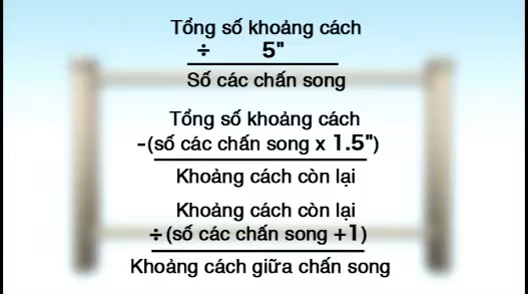 Tổng số khoảng cách
÷ 5"
Số các chấn song
Tổng số khoảng cách
-(số các chấn song x 1.5")
Khoảng cách còn lại
Khoảng cách còn lại
÷(số các chấn song +1)
Khoảng cách giữa chấn song